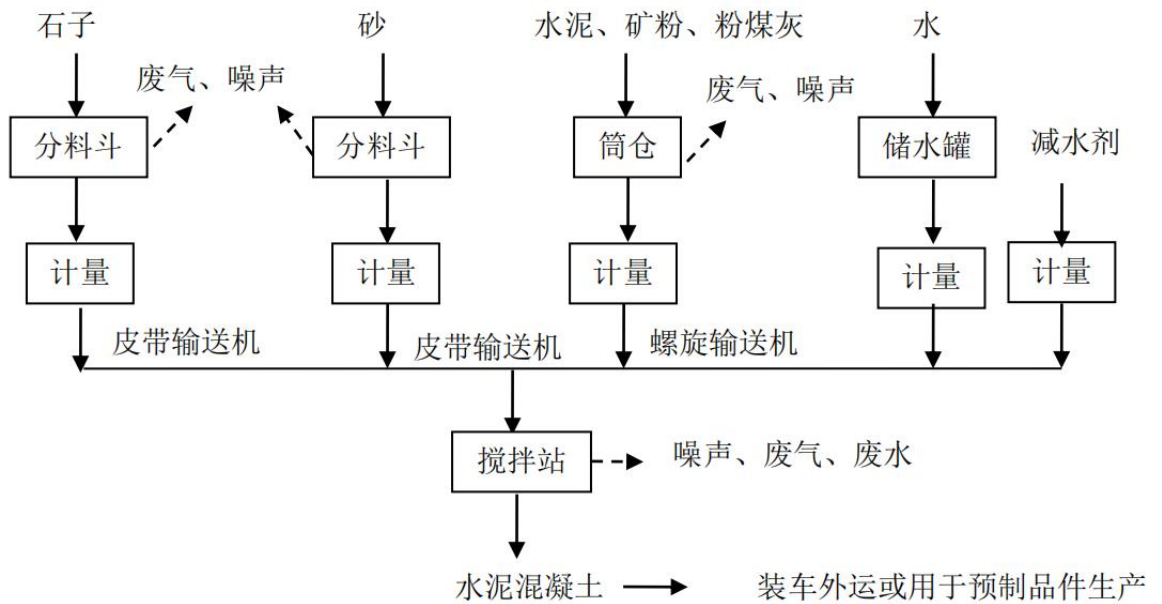 石子
砂
水泥、矿粉、粉煤灰
水
废气、噪声
废气、噪声
分料斗
分料斗
筒仓
储水罐
减水剂
计量
计量
计量
计量
计量
皮带输送机
皮带输送机
螺旋输送机
搅拌站
噪声、废气、废水
水泥混凝土
装车外运或用于预制品件生产